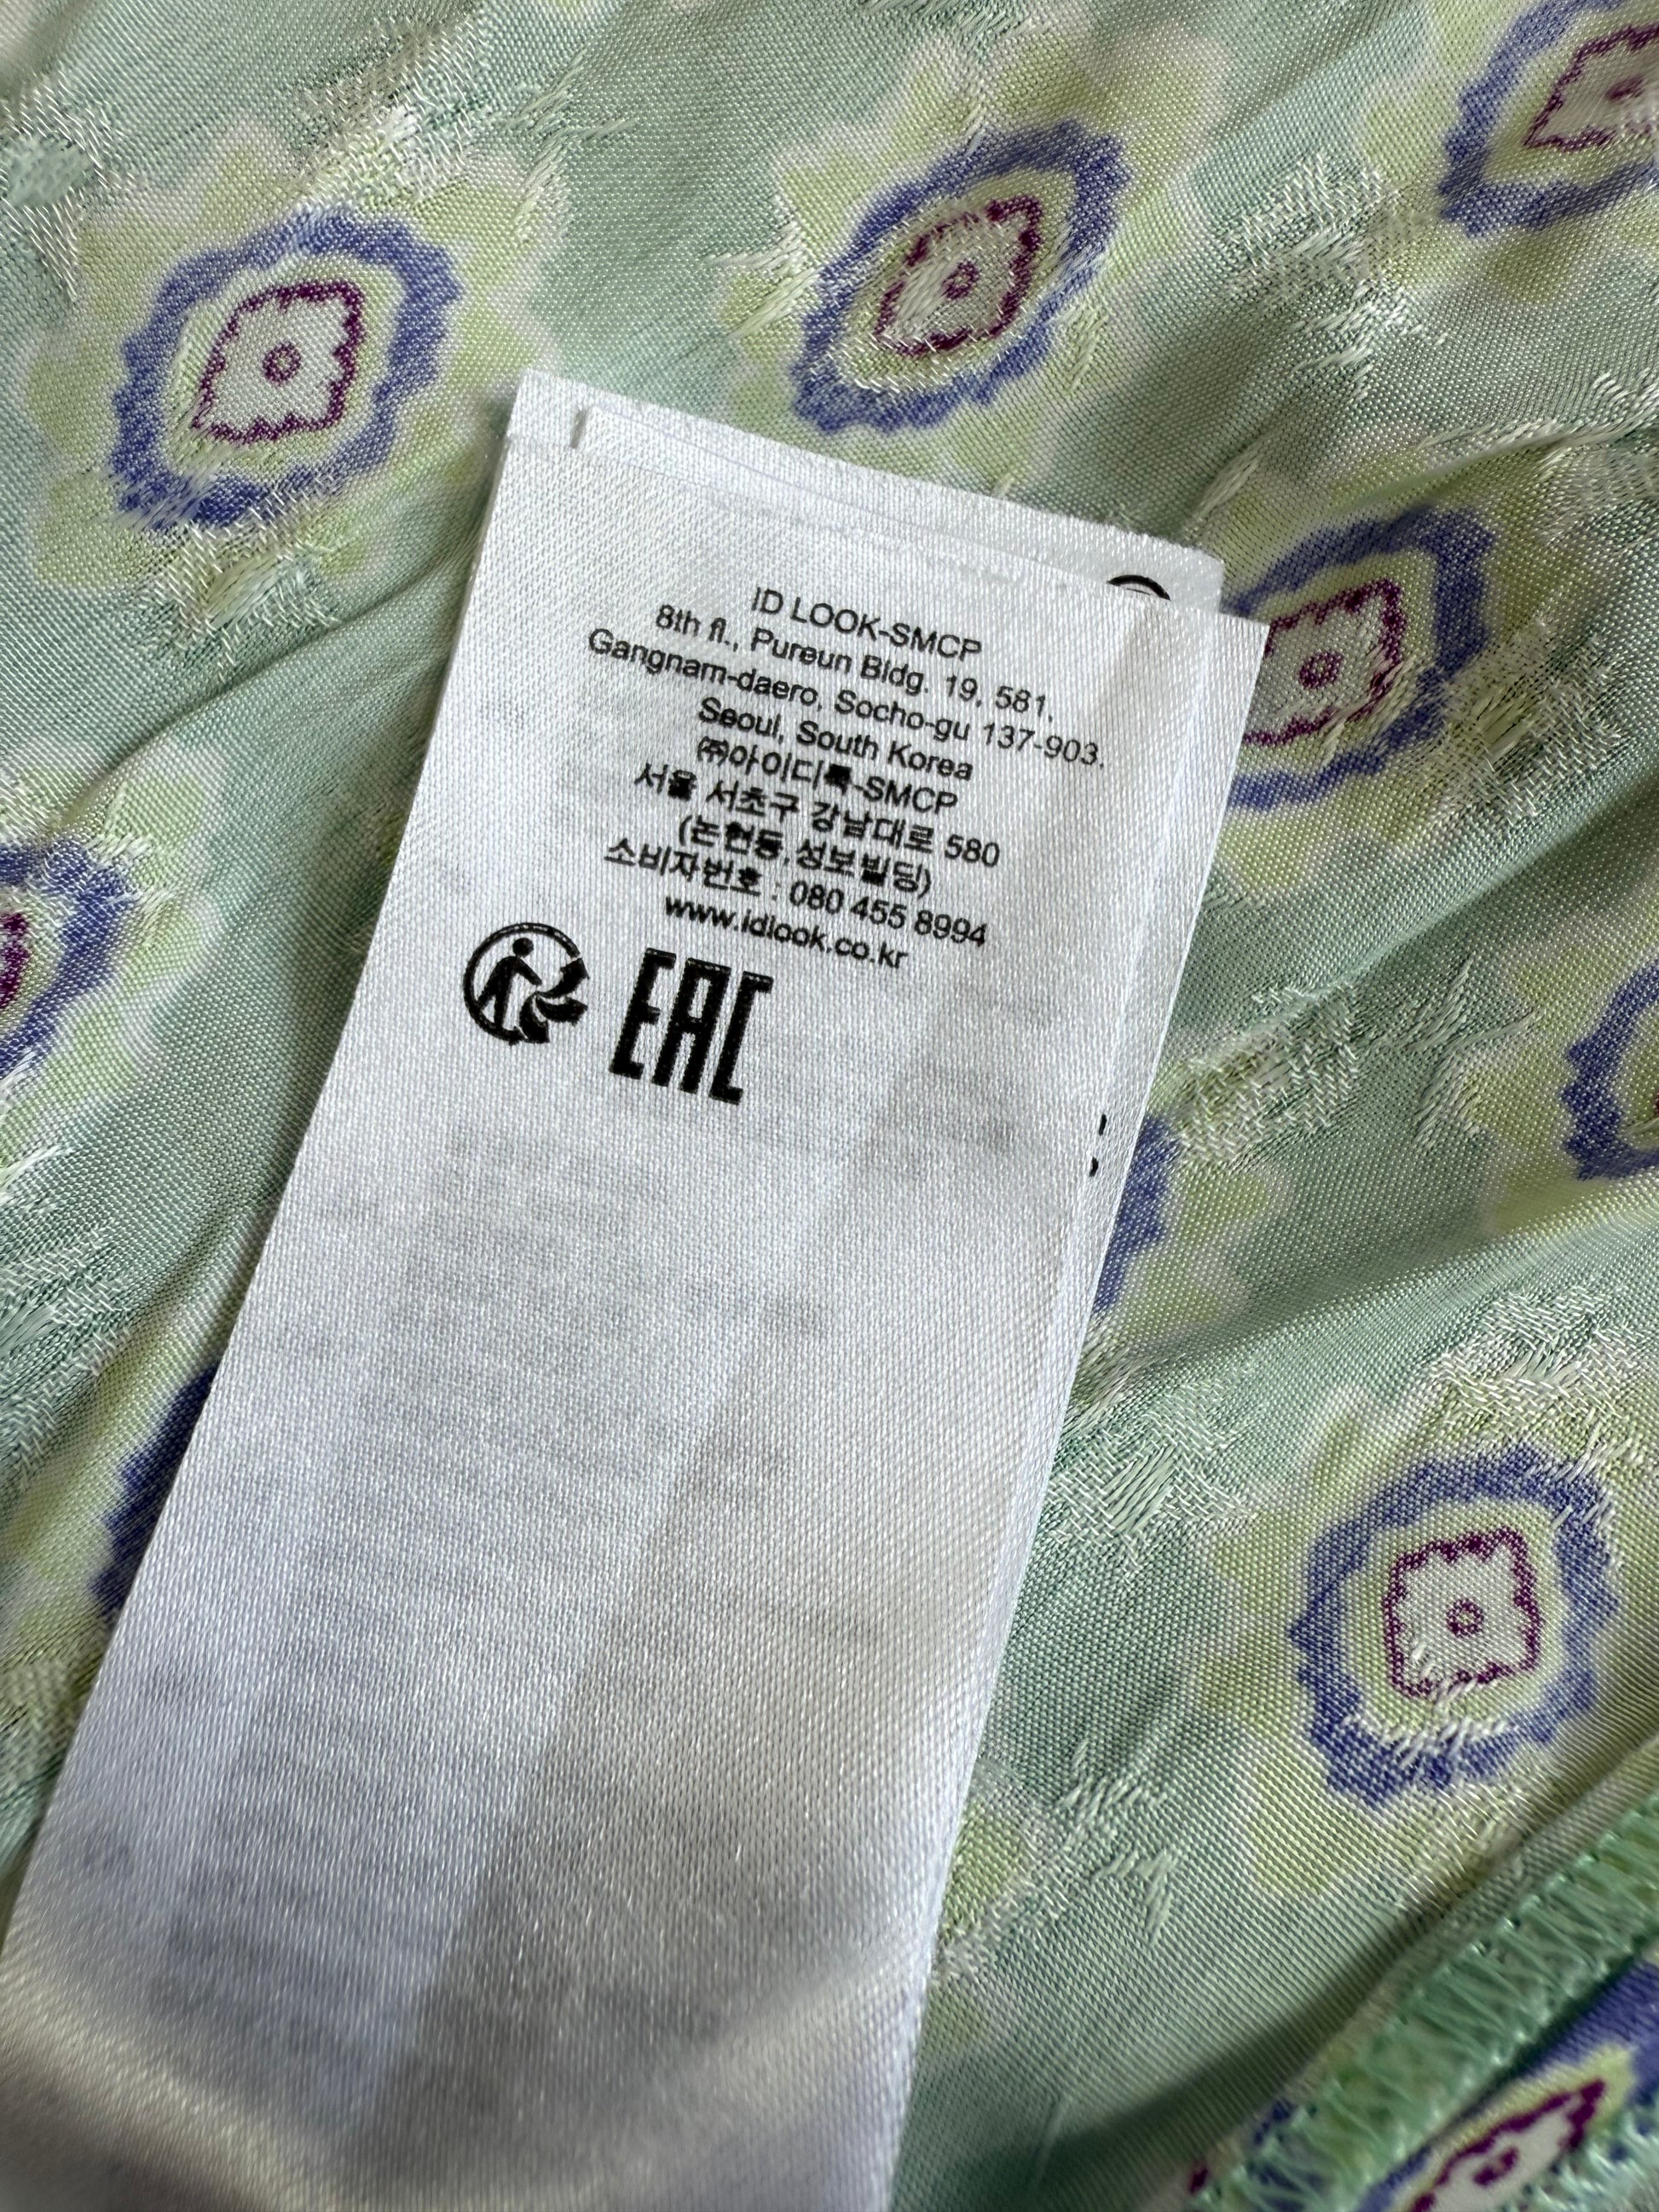 ID LOOK-SMCP
8th fl., Pureun Bldg. 19, 581,
Gangnam-daero, Socho-gu 137-903.
Seoul, South Korea
㈜아이디룩-SMCP
서울 서초구 강남대로 580
(논현동,성보빌딩)
소비자번호 : 080 455 8994
www.idlook.co.kr
EAC